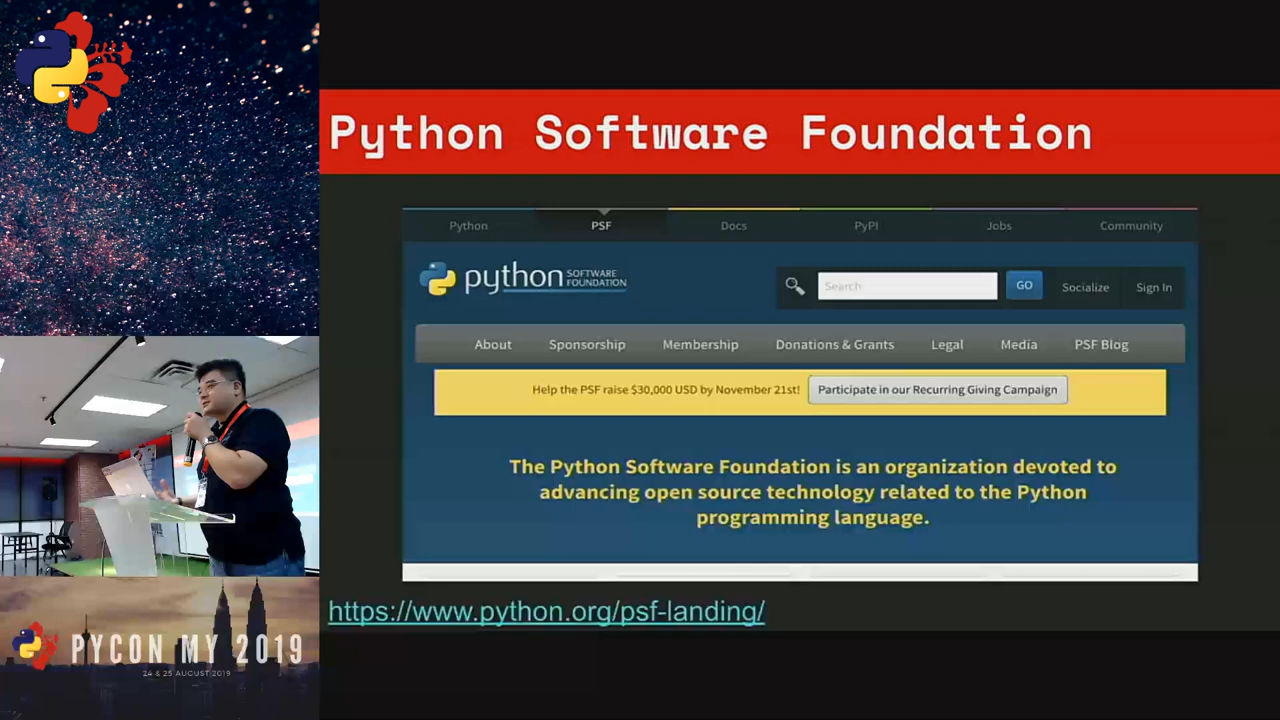 Python Software Foundation
Python PSF Docs PyPI Jobs Community
python SOFTWARE FOUNDATION
Search GO Socialize Sign In
About Sponsorship Membership Donations & Grants Legal Media PSF Blog
Help the PSF raise $30,000 USD by November 21st! Participate in our Recurring Giving Campaign
The Python Software Foundation is an organization devoted to
advancing open source technology related to the Python
programming language.
https://www.python.org/psf-landing/
PYCON MY 2019
24 & 25 AUGUST 2019